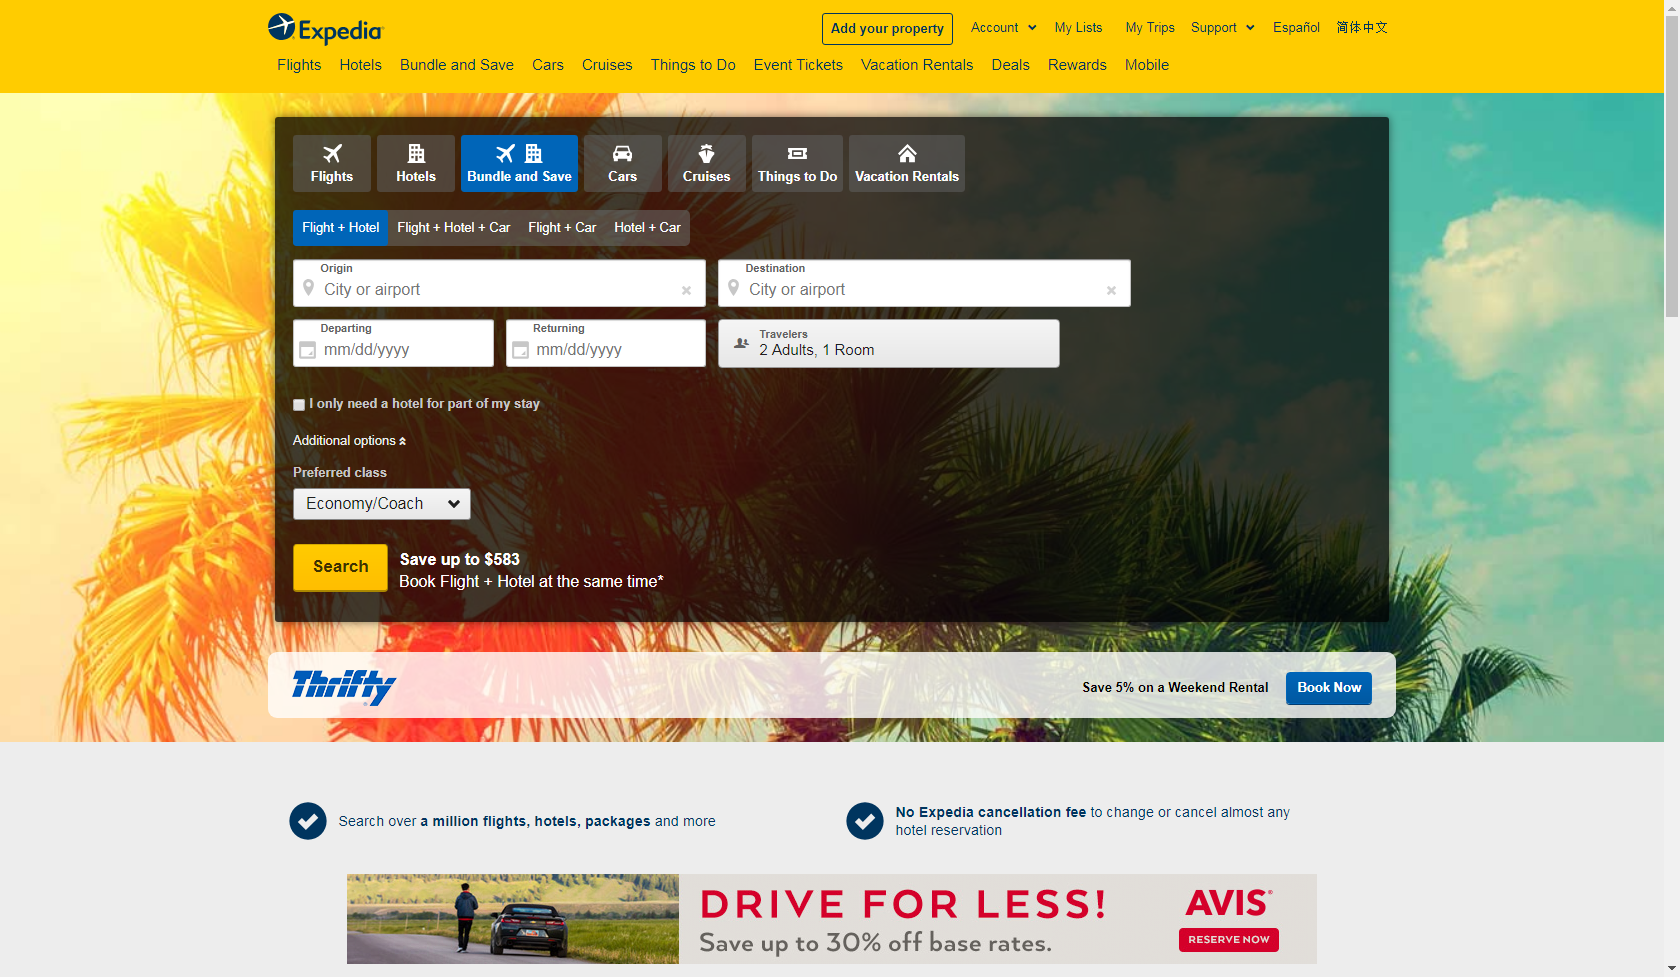 Expedia
Add your property
Account
My Lists
My Trips
Support
Español
简体中文
Flights
Hotels
Bundle and Save
Cars
Cruises
Things to Do
Event Tickets
Vacation Rentals
Deals
Rewards
Mobile
Flights
Hotels
Bundle and Save
Cars
Cruises
Things to Do
Vacation Rentals
Flight + Hotel
Flight + Hotel + Car
Flight + Car
Hotel + Car
Origin
City or airport
Destination
City or airport
Departing
mm/dd/yyyy
Returning
mm/dd/yyyy
Travelers
2 Adults, 1 Room
I only need a hotel for part of my stay
Additional options
Preferred class
Economy/Coach
Search
Save up to $583
Book Flight + Hotel at the same time*
Thrifty
Save 5% on a Weekend Rental
Book Now
Search over a million flights, hotels, packages and more
No Expedia cancellation fee to change or cancel almost any
hotel reservation
DRIVE FOR LESS!
Save up to 30% off base rates.
AVIS®
RESERVE NOW